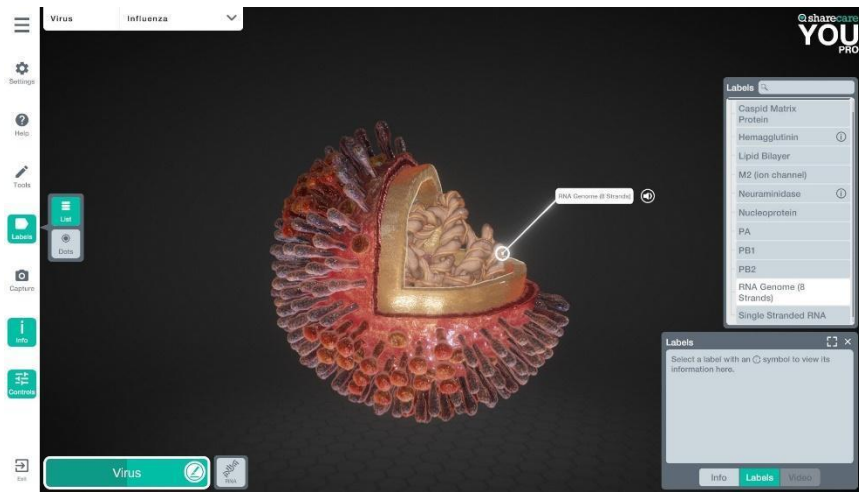 Virus Influenza
sharecare
YOU
PRO
Settings
Help
Tools
Labels
Capture
Info
Controls
Exit
List
Dots
RNA Genome (8 Strands)
Labels
Caspid Matrix
Protein
Hemagglutinin
Lipid Bilayer
M2 (ion channel)
Neuraminidase
Nucleoprotein
PA
PB1
PB2
RNA Genome (8
Strands)
Single Stranded RNA
Labels
Select a label with an ⓘ symbol to view its
information here.
Info Labels Video
Virus
RNA